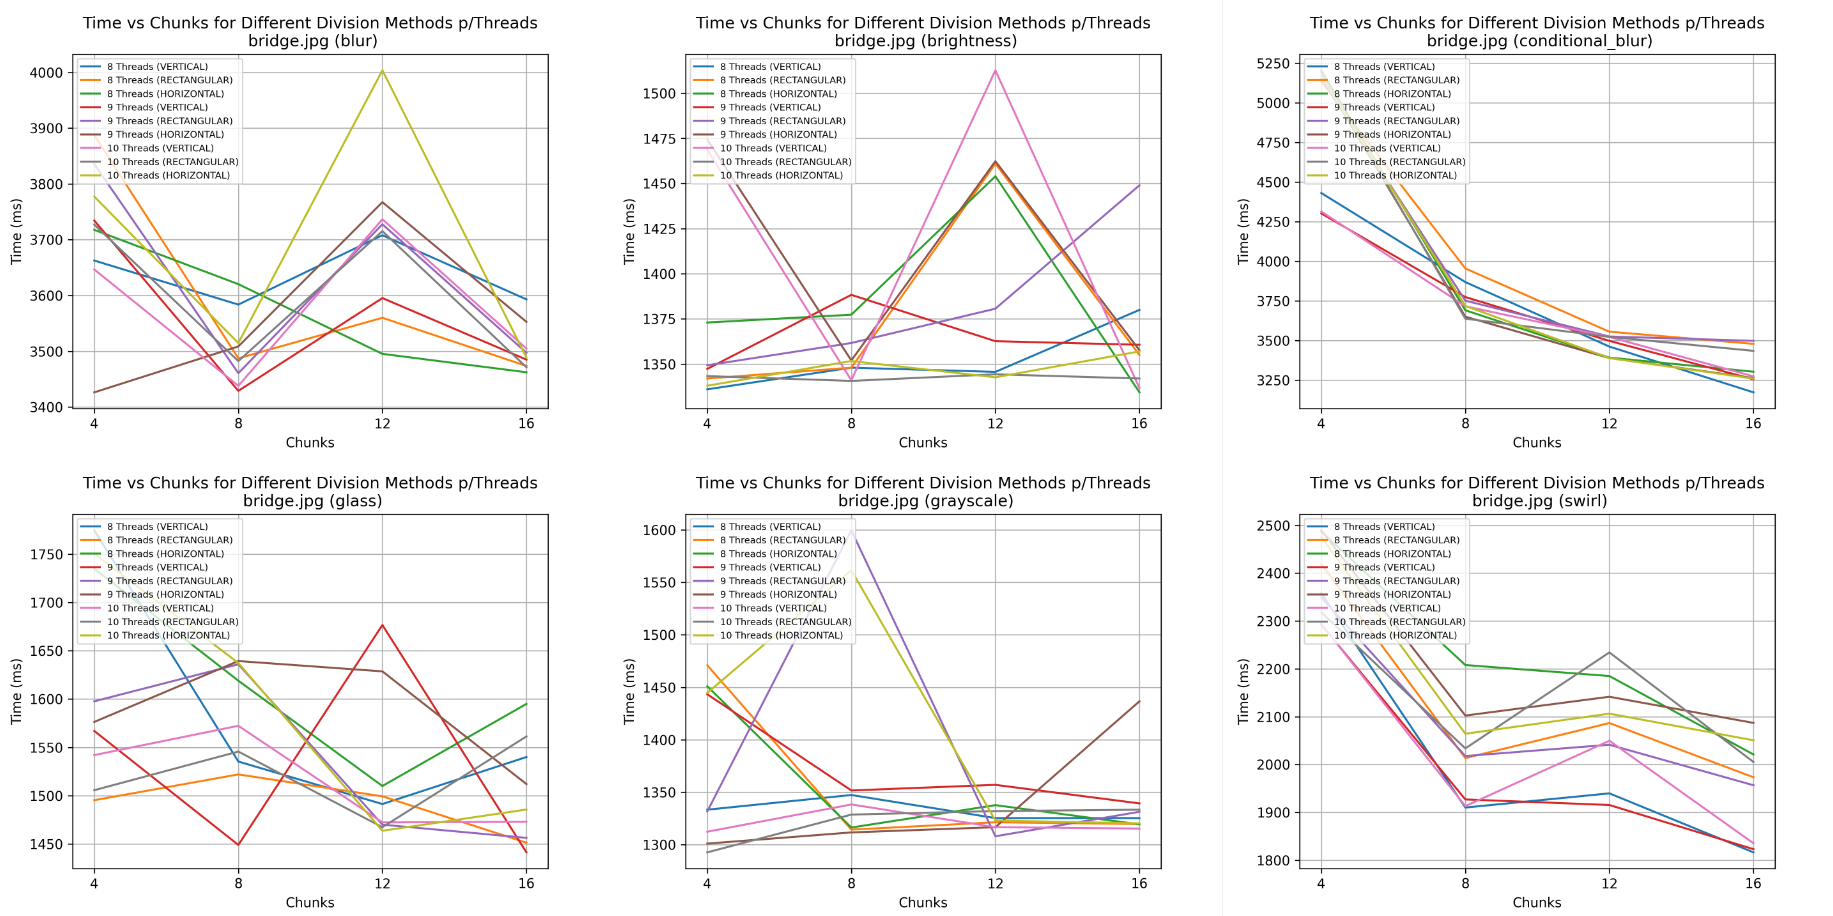 Time vs Chunks for Different Division Methods p/Threads
bridge.jpg (blur)
4000
3900
3800
3700
3600
3500
3400
Time (ms)
8 Threads (VERTICAL)
8 Threads (RECTANGULAR)
8 Threads (HORIZONTAL)
9 Threads (VERTICAL)
9 Threads (RECTANGULAR)
9 Threads (HORIZONTAL)
10 Threads (VERTICAL)
10 Threads (RECTANGULAR)
10 Threads (HORIZONTAL)
4 8 12 16
Chunks
Time vs Chunks for Different Division Methods p/Threads
bridge.jpg (brightness)
1500
1475
1450
1425
1400
1375
1350
Time (ms)
8 Threads (VERTICAL)
8 Threads (RECTANGULAR)
8 Threads (HORIZONTAL)
9 Threads (VERTICAL)
9 Threads (RECTANGULAR)
9 Threads (HORIZONTAL)
10 Threads (VERTICAL)
10 Threads (RECTANGULAR)
10 Threads (HORIZONTAL)
4 8 12 16
Chunks
Time vs Chunks for Different Division Methods p/Threads
bridge.jpg (conditional_blur)
5250
5000
4750
4500
4250
4000
3750
3500
3250
Time (ms)
8 Threads (VERTICAL)
8 Threads (RECTANGULAR)
8 Threads (HORIZONTAL)
9 Threads (VERTICAL)
9 Threads (RECTANGULAR)
9 Threads (HORIZONTAL)
10 Threads (VERTICAL)
10 Threads (RECTANGULAR)
10 Threads (HORIZONTAL)
4 8 12 16
Chunks
Time vs Chunks for Different Division Methods p/Threads
bridge.jpg (glass)
1750
1700
1650
1600
1550
1500
1450
Time (ms)
8 Threads (VERTICAL)
8 Threads (RECTANGULAR)
8 Threads (HORIZONTAL)
9 Threads (VERTICAL)
9 Threads (RECTANGULAR)
9 Threads (HORIZONTAL)
10 Threads (VERTICAL)
10 Threads (RECTANGULAR)
10 Threads (HORIZONTAL)
4 8 12 16
Chunks
Time vs Chunks for Different Division Methods p/Threads
bridge.jpg (grayscale)
1600
1550
1500
1450
1400
1350
1300
Time (ms)
8 Threads (VERTICAL)
8 Threads (RECTANGULAR)
8 Threads (HORIZONTAL)
9 Threads (VERTICAL)
9 Threads (RECTANGULAR)
9 Threads (HORIZONTAL)
10 Threads (VERTICAL)
10 Threads (RECTANGULAR)
10 Threads (HORIZONTAL)
4 8 12 16
Chunks
Time vs Chunks for Different Division Methods p/Threads
bridge.jpg (swirl)
2500
2400
2300
2200
2100
2000
1900
1800
Time (ms)
8 Threads (VERTICAL)
8 Threads (RECTANGULAR)
8 Threads (HORIZONTAL)
9 Threads (VERTICAL)
9 Threads (RECTANGULAR)
9 Threads (HORIZONTAL)
10 Threads (VERTICAL)
10 Threads (RECTANGULAR)
10 Threads (HORIZONTAL)
4 8 12 16
Chunks